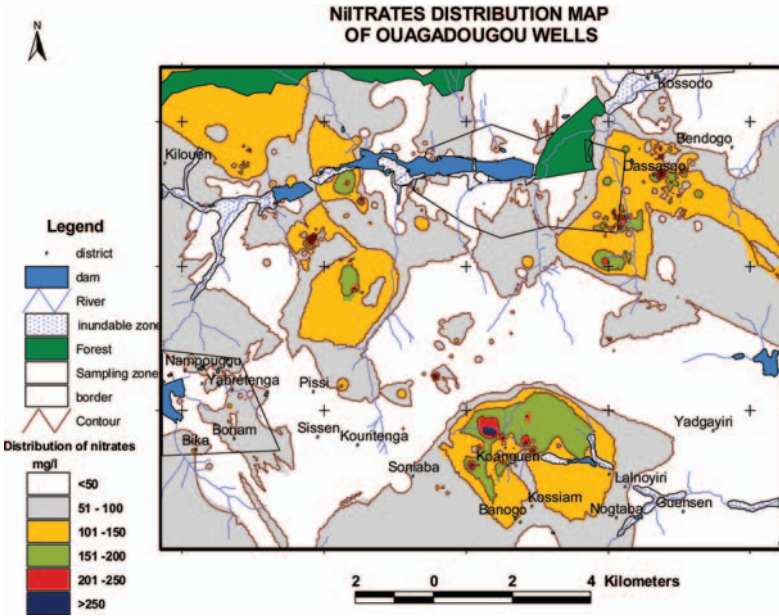 NiITRATES DISTRIBUTION MAP
OF OUAGADOUGOU WELLS
N
Kossodo
Bendogo
Kilouen
Dassasgo
Legend
district
dam
River
inundable zone
Forest
Sampling zone
border
Contour
Distribution of nitrates
mg/l
<50
51 - 100
101 -150
151 -200
201 -250
>250
Yabretenga
Pissi
Bonam
Bika
Sissen
Kouritenga
Sonlaba
Koanguen
Yadgayiri
Lalnoyiri
Kossiam
Banogo
Nogtaba
Guensen
2 0 2 4 Kilometers